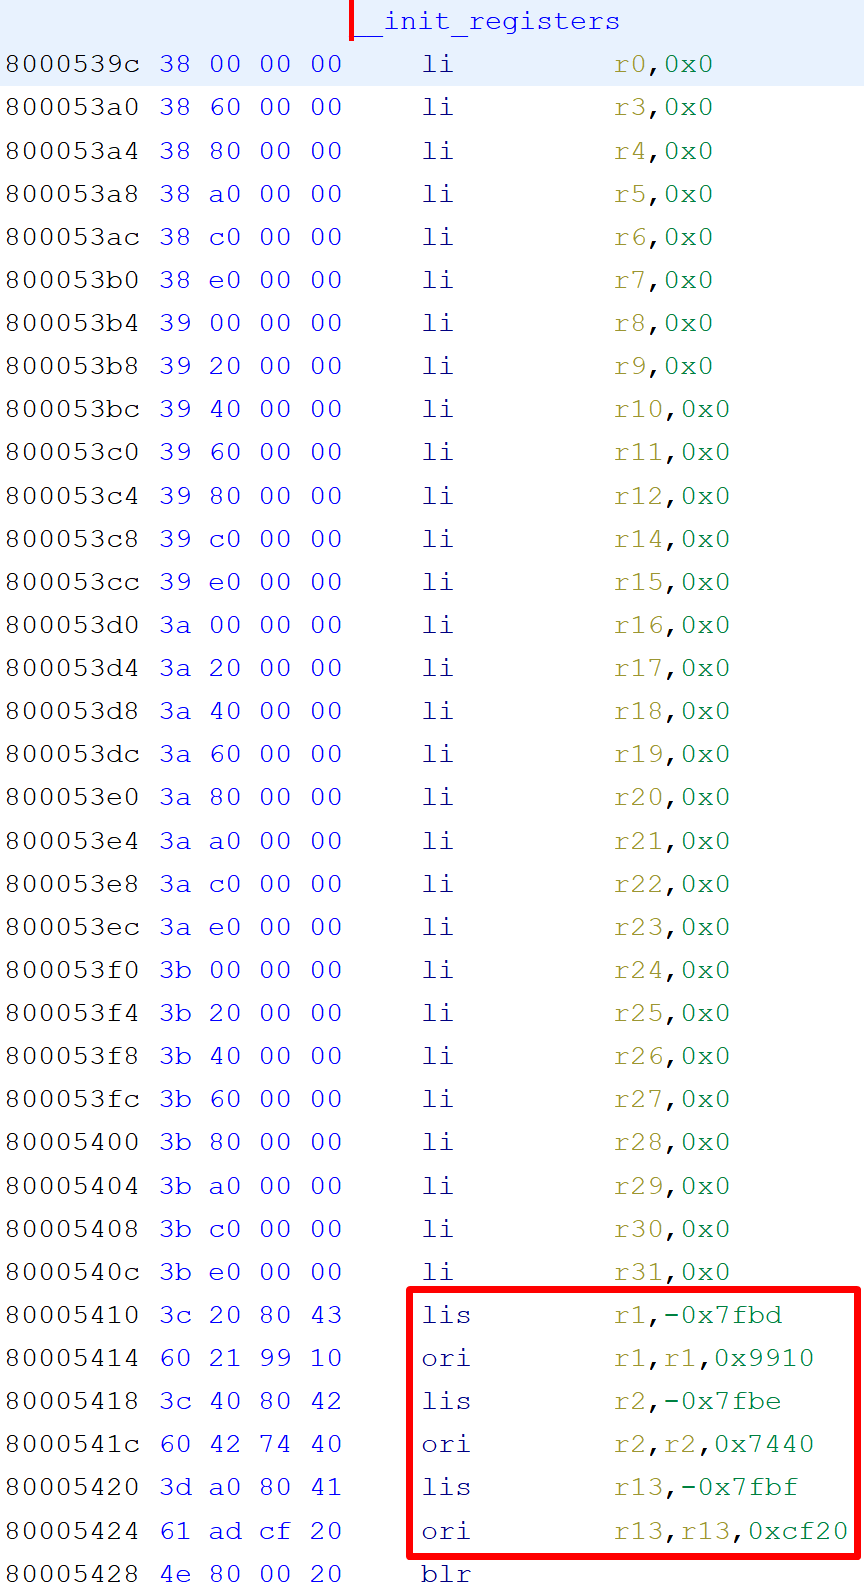 __init_registers
8000539c 38 00 00 00 li r0,0x0
800053a0 38 60 00 00 li r3,0x0
800053a4 38 80 00 00 li r4,0x0
800053a8 38 a0 00 00 li r5,0x0
800053ac 38 c0 00 00 li r6,0x0
800053b0 38 e0 00 00 li r7,0x0
800053b4 39 00 00 00 li r8,0x0
800053b8 39 20 00 00 li r9,0x0
800053bc 39 40 00 00 li r10,0x0
800053c0 39 60 00 00 li r11,0x0
800053c4 39 80 00 00 li r12,0x0
800053c8 39 c0 00 00 li r14,0x0
800053cc 39 e0 00 00 li r15,0x0
800053d0 3a 00 00 00 li r16,0x0
800053d4 3a 20 00 00 li r17,0x0
800053d8 3a 40 00 00 li r18,0x0
800053dc 3a 60 00 00 li r19,0x0
800053e0 3a 80 00 00 li r20,0x0
800053e4 3a a0 00 00 li r21,0x0
800053e8 3a c0 00 00 li r22,0x0
800053ec 3a e0 00 00 li r23,0x0
800053f0 3b 00 00 00 li r24,0x0
800053f4 3b 20 00 00 li r25,0x0
800053f8 3b 40 00 00 li r26,0x0
800053fc 3b 60 00 00 li r27,0x0
80005400 3b 80 00 00 li r28,0x0
80005404 3b a0 00 00 li r29,0x0
80005408 3b c0 00 00 li r30,0x0
8000540c 3b e0 00 00 li r31,0x0
80005410 3c 20 80 43 lis r1,-0x7fbd
80005414 60 21 99 10 ori r1,r1,0x9910
80005418 3c 40 80 42 lis r2,-0x7fbe
8000541c 60 42 74 40 ori r2,r2,0x7440
80005420 3d a0 80 41 lis r13,-0x7fbf
80005424 61 ad cf 20 ori r13,r13,0xcf20
80005428 4e 80 00 20 blr